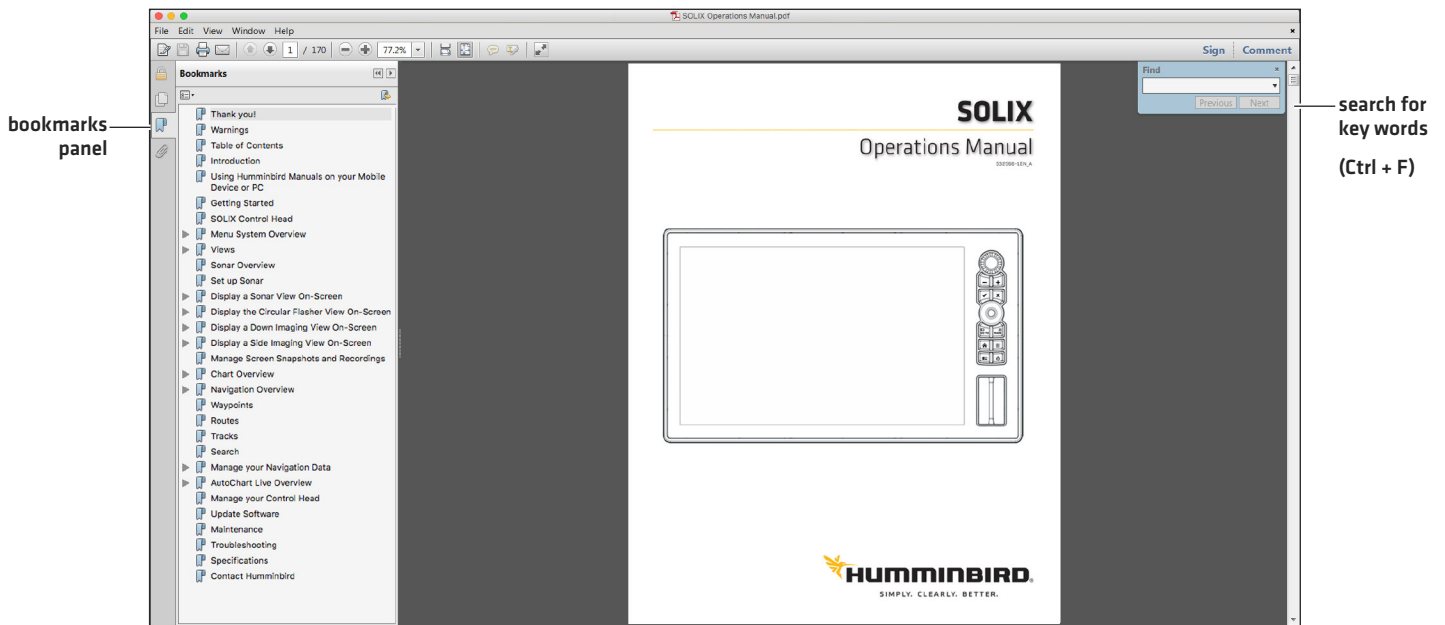 SOLIX Operations Manual.pdf
File Edit View Window Help
1 / 170 77.2% Sign Comment
Bookmarks
Thank you!
Warnings
Table of Contents
Introduction
Using Humminbird Manuals on your Mobile
Device or PC
Getting Started
SOLIX Control Head
Menu System Overview
Views
Sonar Overview
Set up Sonar
Display a Sonar View On-Screen
Display the Circular Flasher View On-Screen
Display a Down Imaging View On-Screen
Display a Side Imaging View On-Screen
Manage Screen Snapshots and Recordings
Chart Overview
Navigation Overview
Waypoints
Routes
Tracks
Search
Manage your Navigation Data
AutoChart Live Overview
Manage your Control Head
Update Software
Maintenance
Troubleshooting
Specifications
Contact Humminbird
bookmarks
panel
SOLIX
Operations Manual
HUMMINBIRD
SIMPLY. CLEARLY. BETTER.
Find
Previous Next
search for
key words
(Ctrl + F)